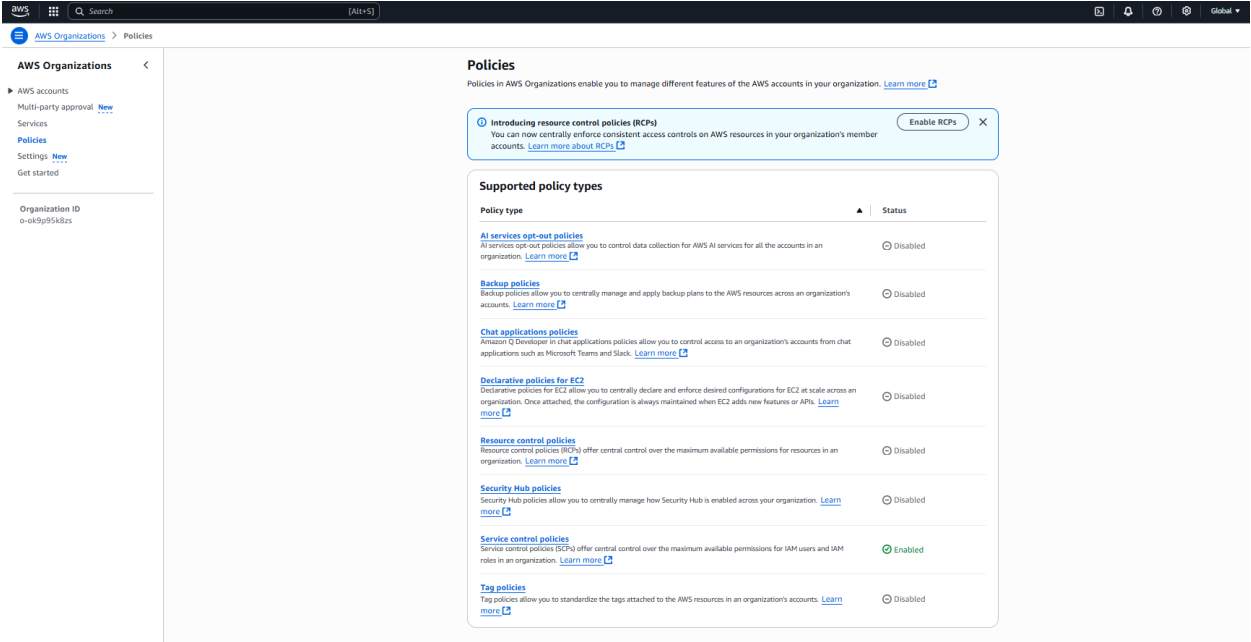 aws
Search [Alt+S]
Global ▼
AWS Organizations > Policies
AWS Organizations
AWS accounts
Multi-party approval New
Services
Policies
Settings New
Get started
Organization ID
o-ok9p95k8zs
Policies
Policies in AWS Organizations enable you to manage different features of the AWS accounts in your organization. Learn more
Introducing resource control policies (RCPs)
You can now centrally enforce consistent access controls on AWS resources in your organization's member
accounts. Learn more about RCPs
Enable RCPs
Supported policy types
Policy type ▲ Status
AI services opt-out policies
AI services opt-out policies allow you to control data collection for AWS AI services for all the accounts in an
organization. Learn more
Disabled
Backup policies
Backup policies allow you to centrally manage and apply backup plans to the AWS resources across an organization's
accounts. Learn more
Disabled
Chat applications policies
Amazon Q Developer in chat applications policies allow you to control access to an organization's accounts from chat
applications such as Microsoft Teams and Slack. Learn more
Disabled
Declarative policies for EC2
Declarative policies for EC2 allow you to centrally declare and enforce desired configurations for EC2 at scale across an
organization. Once attached, the configuration is always maintained when EC2 adds new features or APIs. Learn
more
Disabled
Resource control policies
Resource control policies (RCPs) offer central control over the maximum available permissions for resources in an
organization. Learn more
Disabled
Security Hub policies
Security Hub policies allow you to centrally manage how Security Hub is enabled across your organization. Learn
more
Disabled
Service control policies
Service control policies (SCPs) offer central control over the maximum available permissions for IAM users and IAM
roles in an organization. Learn more
Enabled
Tag policies
Tag policies allow you to standardize the tags attached to the AWS resources in an organization's accounts. Learn
more
Disabled